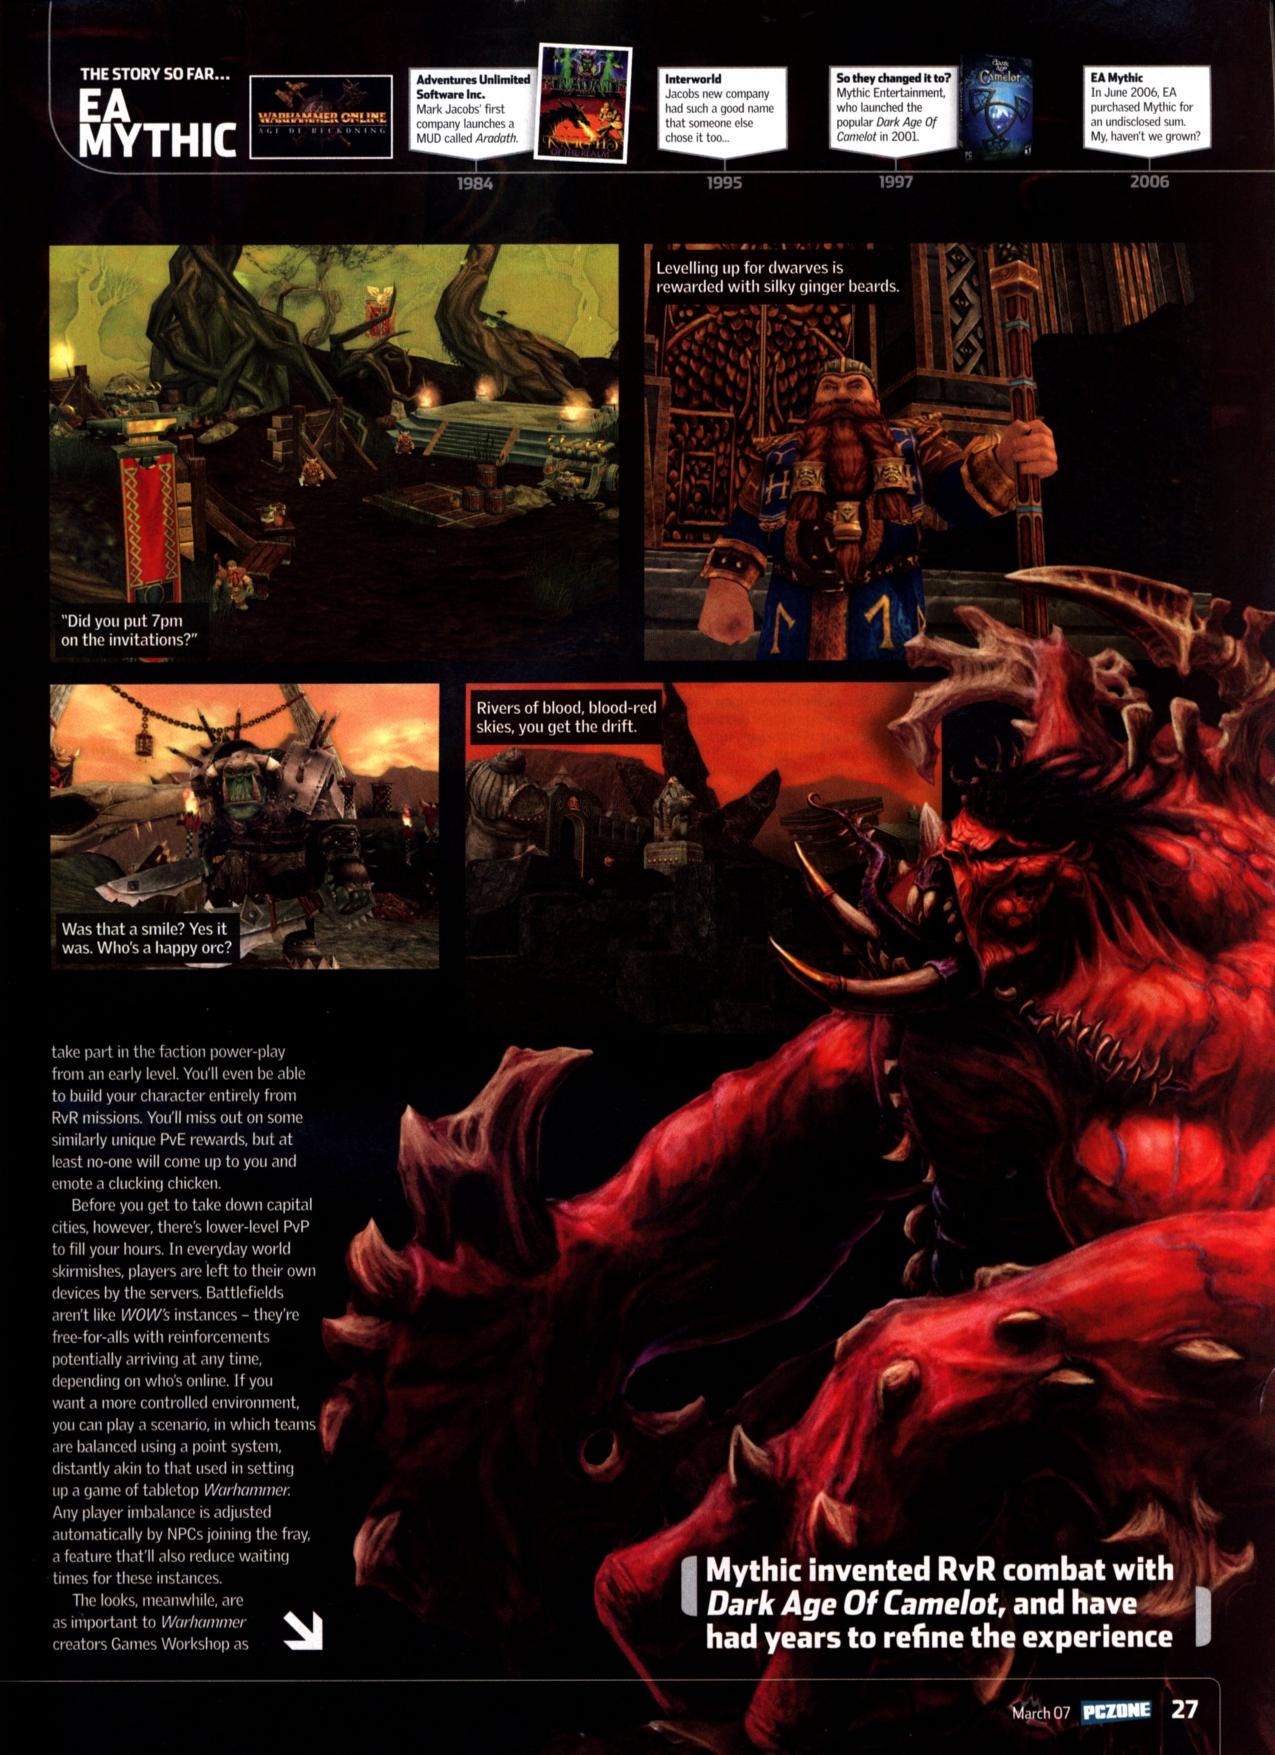 THE STORY SO FAR...
EA
MYTHIC
WARHAMMER ONLINE
AGE OF RECKONING
Adventures Unlimited
Software Inc.
Mark Jacobs' first
company launches a
MUD called Aradath.
1984
Interworld
Jacobs new company
had such a good name
that someone else
chose it too...
1995
So they changed it to?
Mythic Entertainment,
who launched the
popular Dark Age Of
Camelot in 2001.
1997
Dark Age
Camelot
EA Mythic
In June 2006, EA
purchased Mythic for
an undisclosed sum.
My, haven't we grown?
2006
"Did you put 7pm
on the invitations?"
Levelling up for dwarves is
rewarded with silky ginger beards.
Was that a smile? Yes it
was. Who's a happy orc?
Rivers of blood, blood-red
skies, you get the drift.
take part in the faction power-play
from an early level. You'll even be able
to build your character entirely from
RvR missions. You'll miss out on some
similarly unique PvE rewards, but at
least no-one will come up to you and
emote a clucking chicken.
Before you get to take down capital
cities, however, there's lower-level PvP
to fill your hours. In everyday world
skirmishes, players are left to their own
devices by the servers. Battlefields
aren't like WOW's instances – they're
free-for-alls with reinforcements
potentially arriving at any time,
depending on who's online. If you
want a more controlled environment,
you can play a scenario, in which teams
are balanced using a point system,
distantly akin to that used in setting
up a game of tabletop Warhammer.
Any player imbalance is adjusted
automatically by NPCs joining the fray,
a feature that'll also reduce waiting
times for these instances.
The looks, meanwhile, are
as important to Warhammer
creators Games Workshop as
Mythic invented RvR combat with
Dark Age Of Camelot, and have
had years to refine the experience
March 07 PCZONE 27